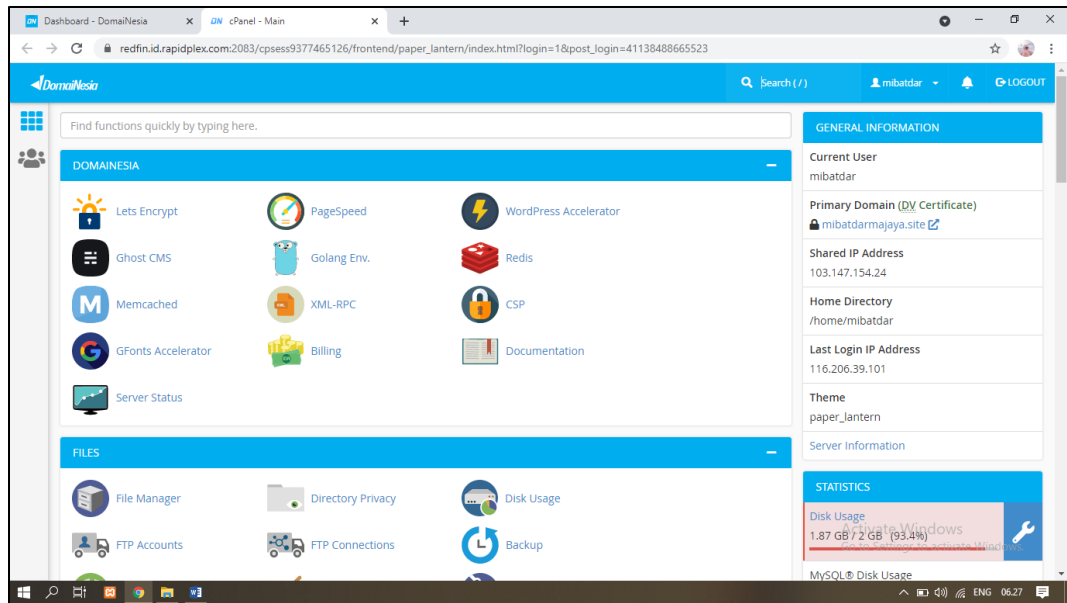 Dashboard - DomaiNesia
cPanel - Main
redfin.id.rapidplex.com:2083/cpsess9377465126/frontend/paper_lantern/index.html?login=1&post_login=41138488665523
DomaiNesia
Search ( / )
mibatdar
LOGOUT
Find functions quickly by typing here.
DOMAINESIA
Lets Encrypt
PageSpeed
WordPress Accelerator
Ghost CMS
Golang Env.
Redis
Memcached
XML-RPC
CSP
GFonts Accelerator
Billing
Documentation
Server Status
FILES
File Manager
Directory Privacy
Disk Usage
FTP Accounts
FTP Connections
Backup
GENERAL INFORMATION
Current User
mibatdar
Primary Domain (DV Certificate)
mibatdarmajaya.site
Shared IP Address
103.147.154.24
Home Directory
/home/mibatdar
Last Login IP Address
116.206.39.101
Theme
paper_lantern
Server Information
STATISTICS
Disk Usage
1.87 GB / 2 GB (93.4%)
MySQL® Disk Usage
Activate Windows
Go to Settings to activate Windows.
ENG
06.27